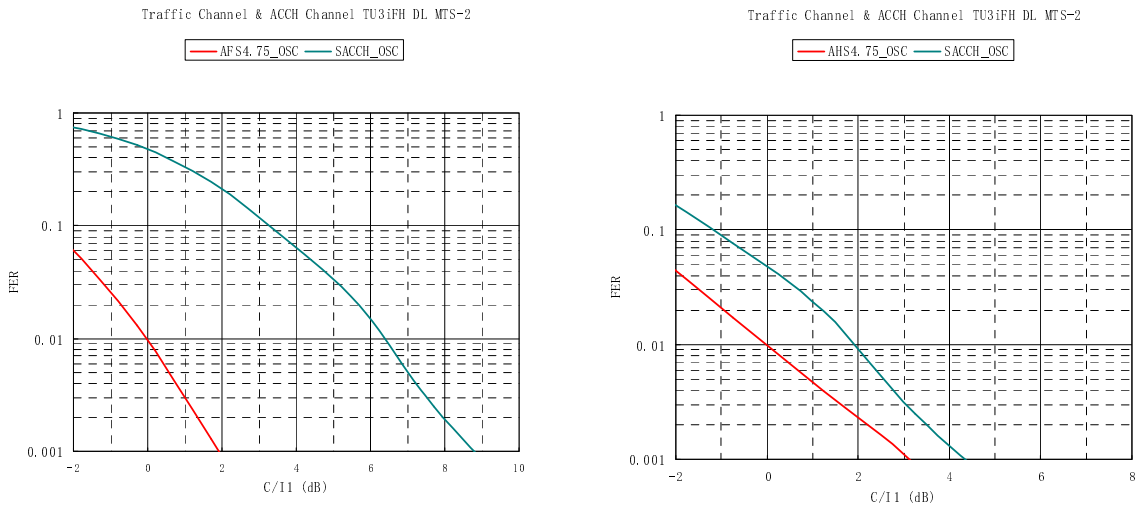 Traffic Channel & ACCH Channel TU3iFH DL MTS-2
AFS4.75_OSC SACCH_OSC
1
0.1
0.01
0.001
FER
-2 0 2 4 6 8 10
C/I1 (dB)
Traffic Channel & ACCH Channel TU3iFH DL MTS-2
AHS4.75_OSC SACCH_OSC
1
0.1
0.01
0.001
FER
-2 0 2 4 6 8
C/I1 (dB)